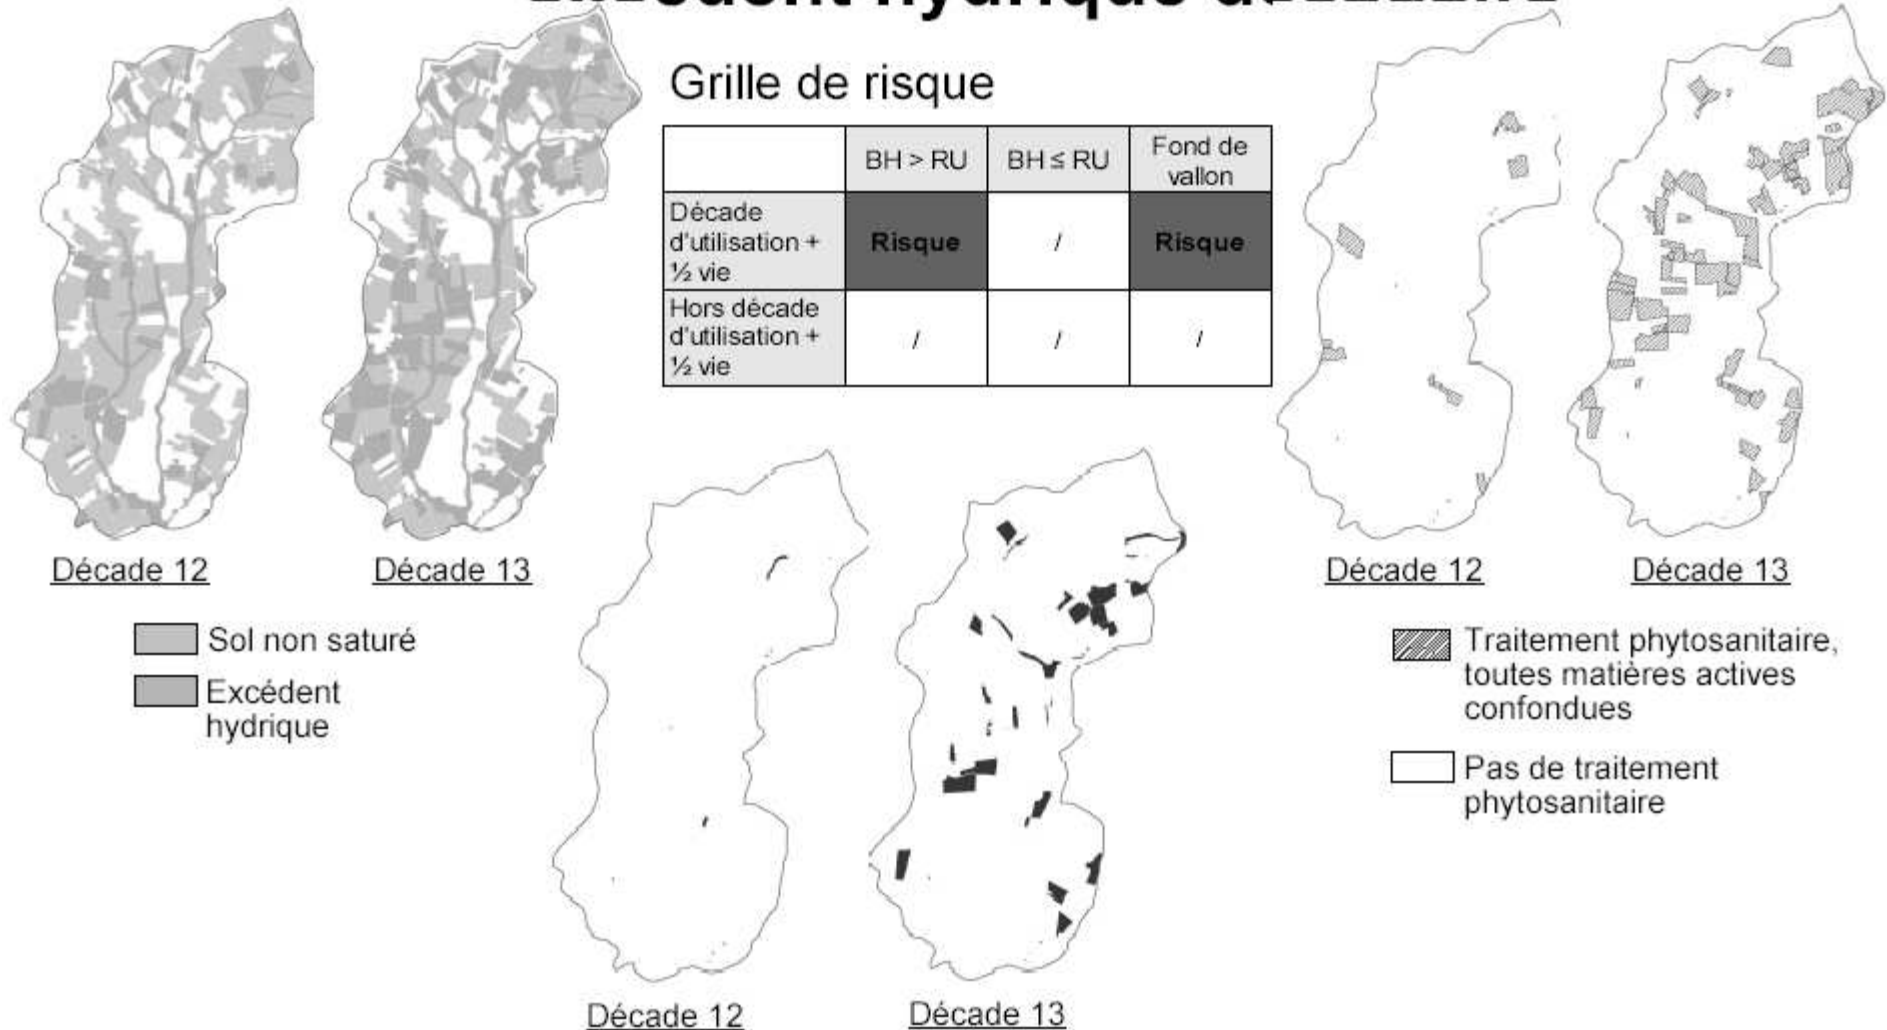 hydrique
Grille de risque
BH > RU
BH ≤ RU
Fond de
vallon
Décade
d'utilisation +
½ vie
Risque
/
Risque
Hors décade
d'utilisation +
½ vie
/
/
/
Décade 12
Décade 13
Sol non saturé
Excédent
hydrique
Décade 12
Décade 13
Traitement phytosanitaire,
toutes matières actives
confondues
Pas de traitement
phytosanitaire
Décade 12
Décade 13